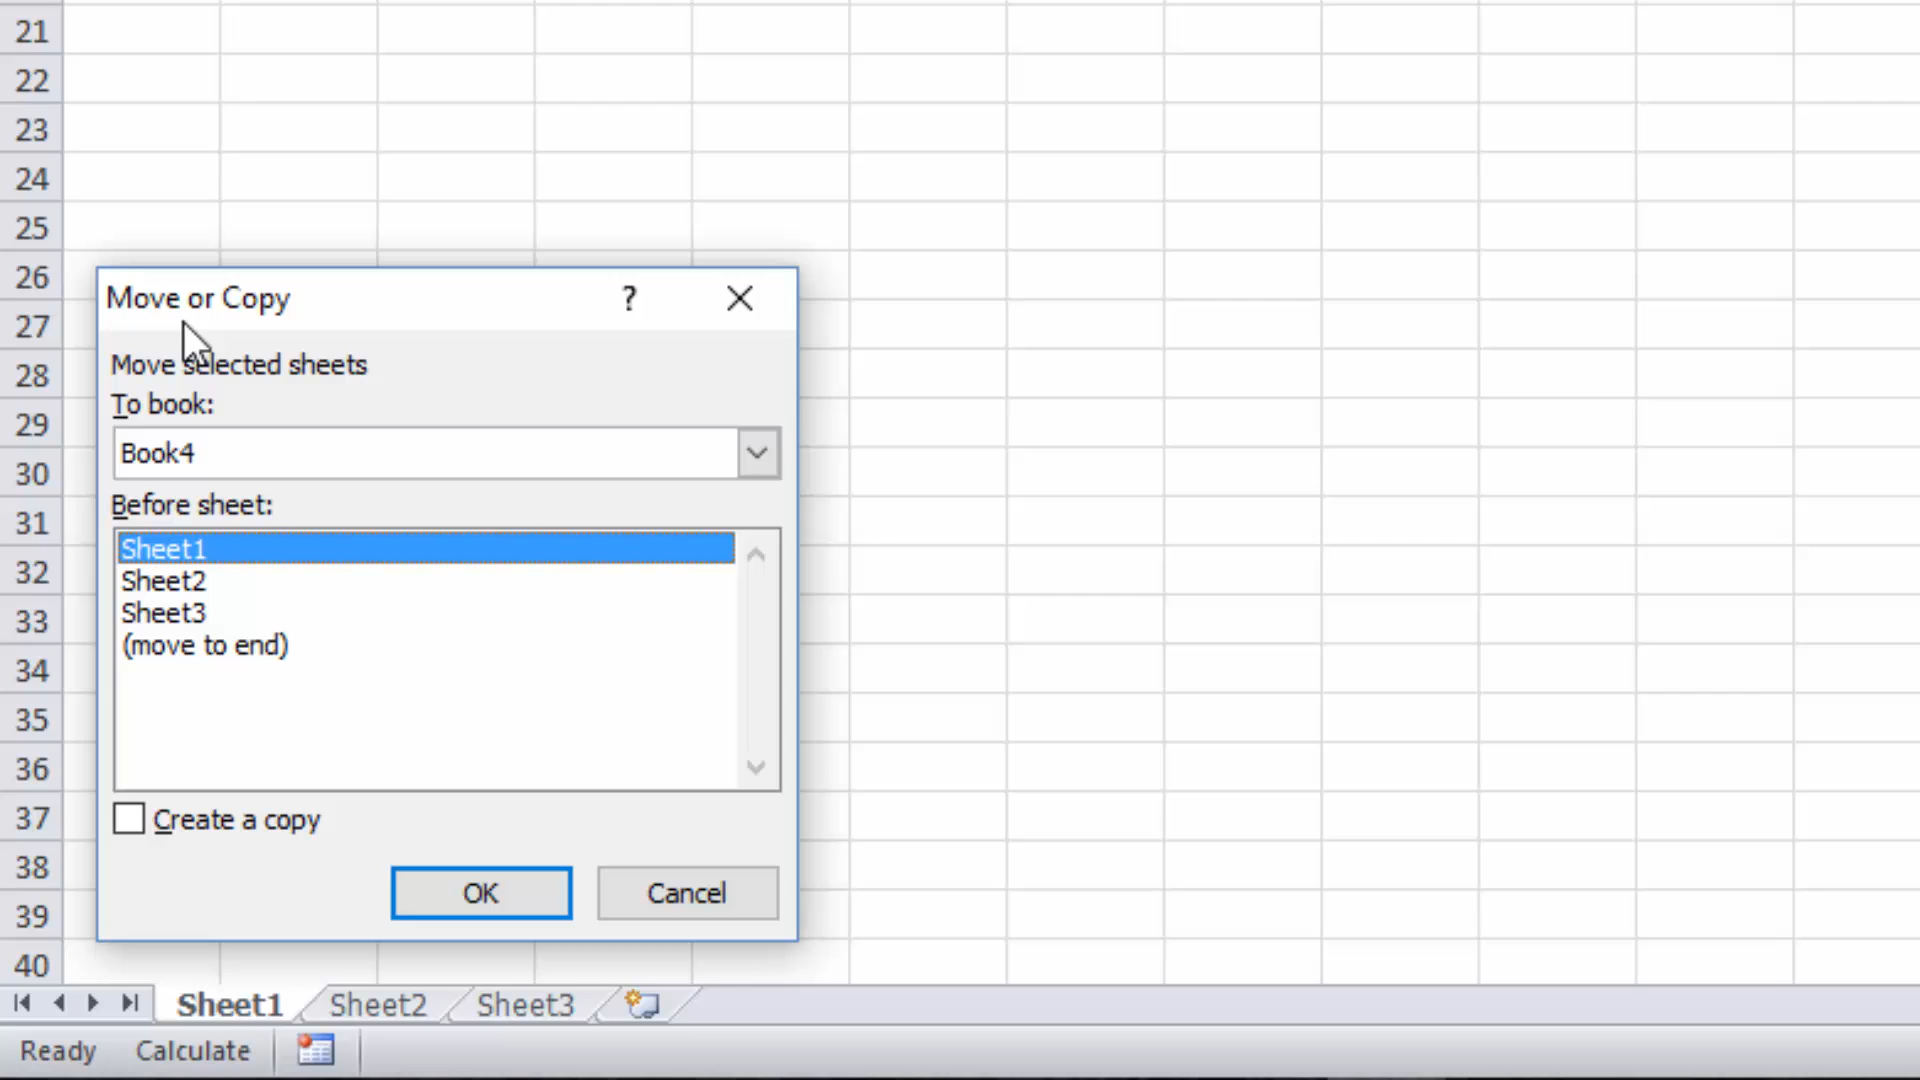 21
22
23
24
25
26
27
28
29
30
31
32
33
34
35
36
37
38
39
40
Move or Copy ?
Move selected sheets
To book:
Book4
Before sheet:
Sheet1
Sheet2
Sheet3
(move to end)
Create a copy
OK Cancel
Sheet1 Sheet2 Sheet3
Ready Calculate